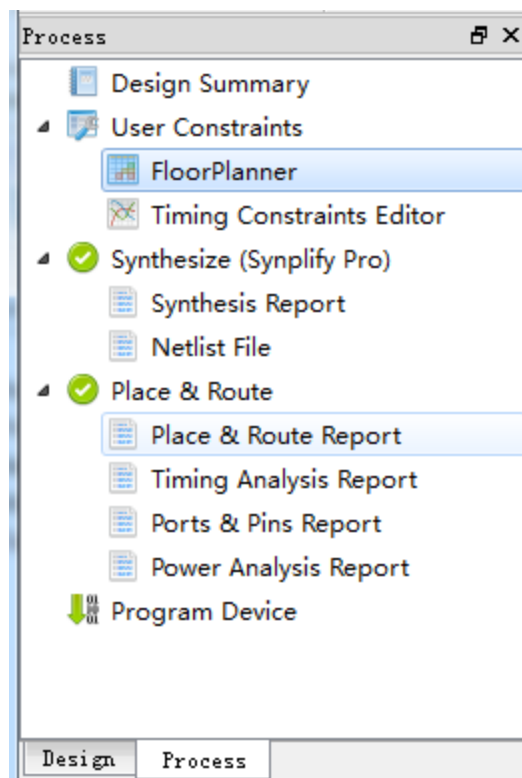 Process
Design Summary
User Constraints
FloorPlanner
Timing Constraints Editor
Synthesize (Synplify Pro)
Synthesis Report
Netlist File
Place & Route
Place & Route Report
Timing Analysis Report
Ports & Pins Report
Power Analysis Report
Program Device
Design Process